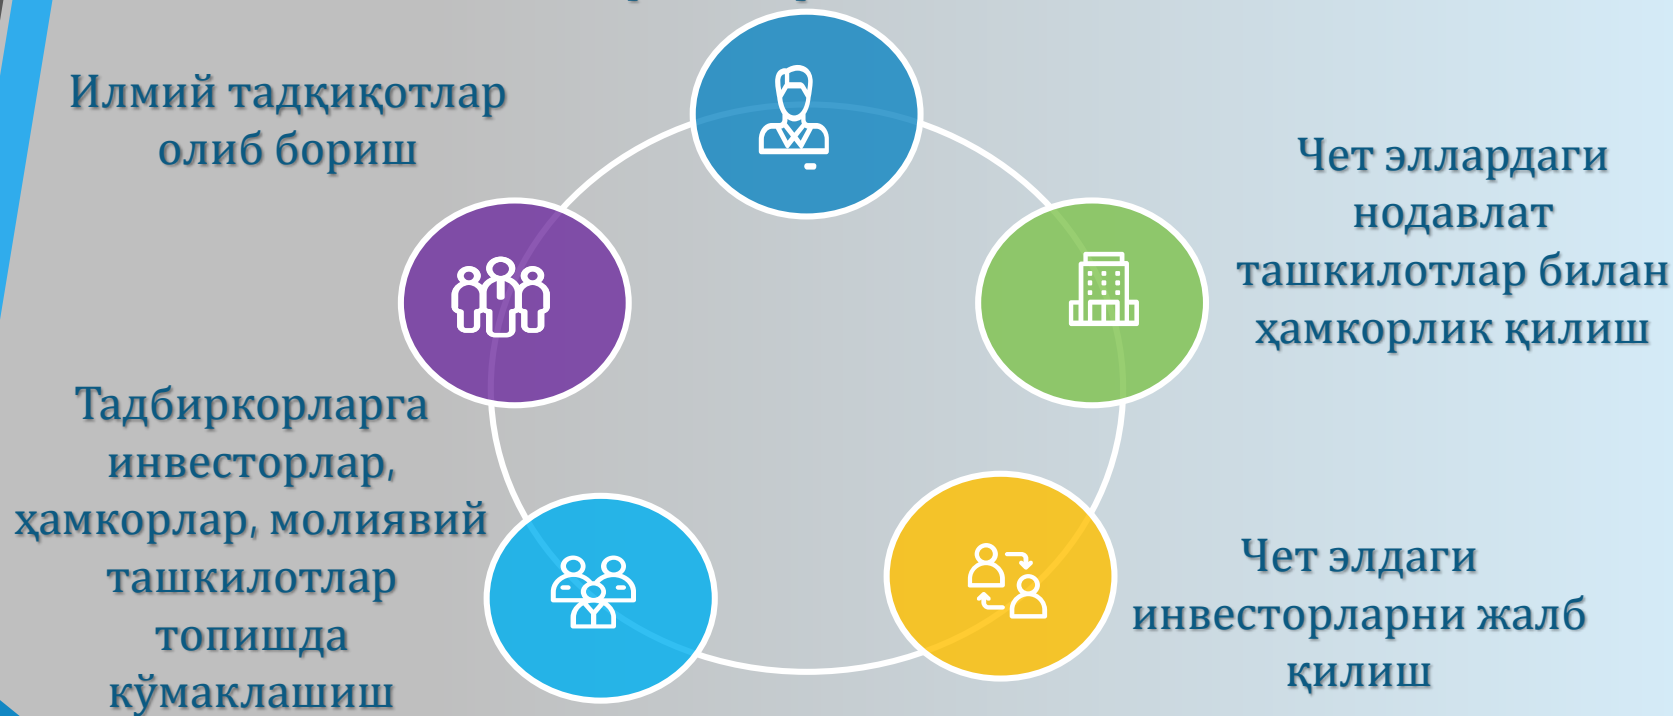 Илмий тадқиқотлар
олиб бориш
Чет эллардаги
нодавлат
ташкилотлар билан
ҳамкорлик қилиш
Тадбиркорларга
инвесторлар,
ҳамкорлар, молиявий
ташкилотлар
топишда
кўмаклашиш
Чет элдаги
инвесторларни жалб
қилиш